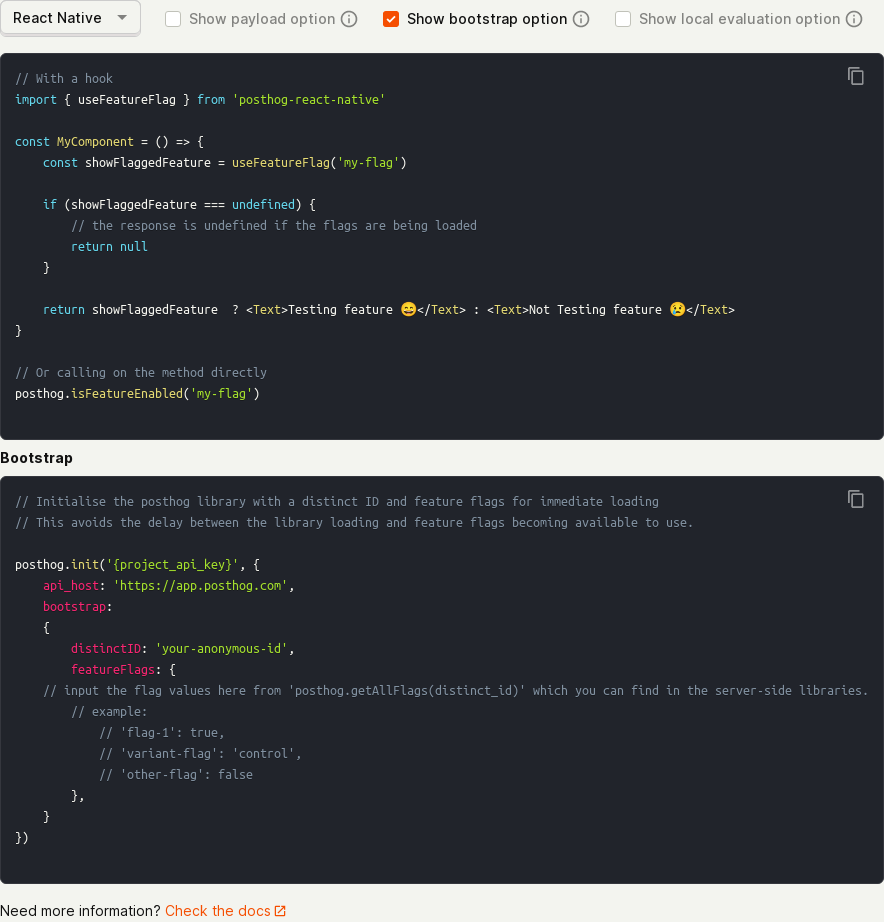 React Native Show payload option Show bootstrap option Show local evaluation option
// With a hook
import { useFeatureFlag } from 'posthog-react-native'
const MyComponent = () => {
    const showFlaggedFeature = useFeatureFlag('my-flag')
    if (showFlaggedFeature === undefined) {
        // the response is undefined if the flags are being loaded
        return null
    }
    return showFlaggedFeature  ? <Text>Testing feature 😄</Text> : <Text>Not Testing feature 😢</Text>
}
// Or calling on the method directly
posthog.isFeatureEnabled('my-flag')
Bootstrap
// Initialise the posthog library with a distinct ID and feature flags for immediate loading
// This avoids the delay between the library loading and feature flags becoming available to use.
posthog.init('{project_api_key}', {
    api_host: 'https://app.posthog.com',
    bootstrap:
    {
        distinctID: 'your-anonymous-id',
        featureFlags: {
    // input the flag values here from 'posthog.getAllFlags(distinct_id)' which you can find in the server-side libraries.
        // example:
            // 'flag-1': true,
            // 'variant-flag': 'control',
            // 'other-flag': false
        },
    }
})
Need more information? Check the docs